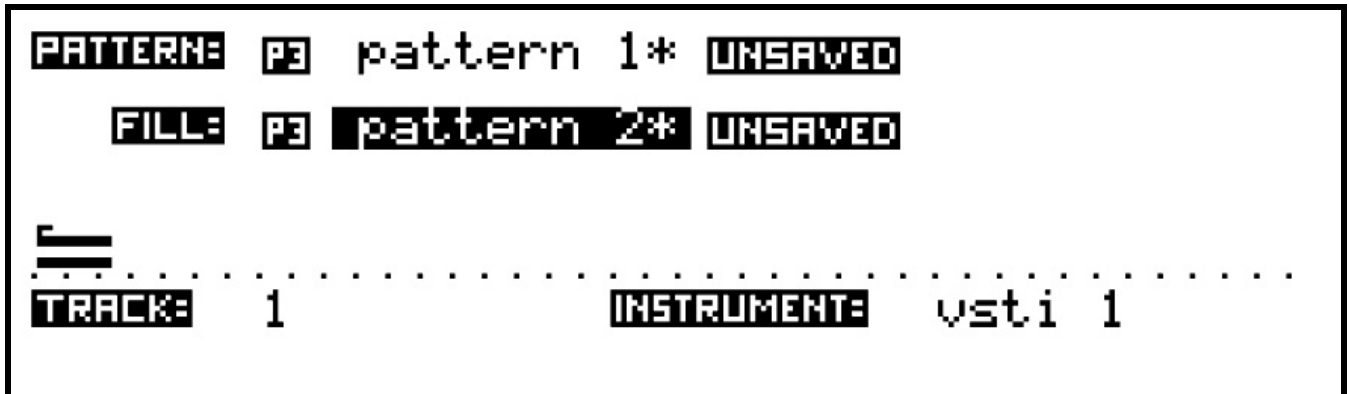 PATTERN: P3 pattern 1* UNSAVED
FILL: P3 pattern 2* UNSAVED
TRACK: 1 INSTRUMENT: vsti 1